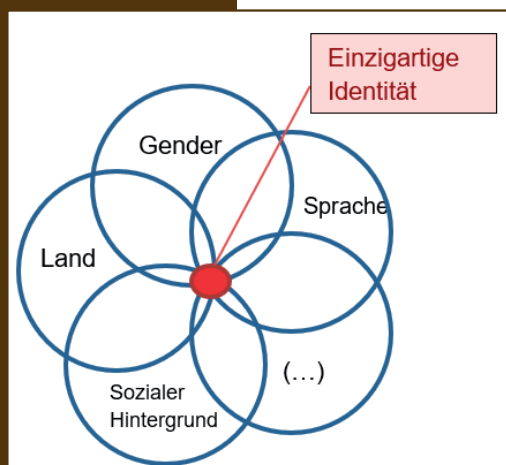 Einzigartige
Identität
Gender
Sprache
Land
(...)
Sozialer
Hintergrund